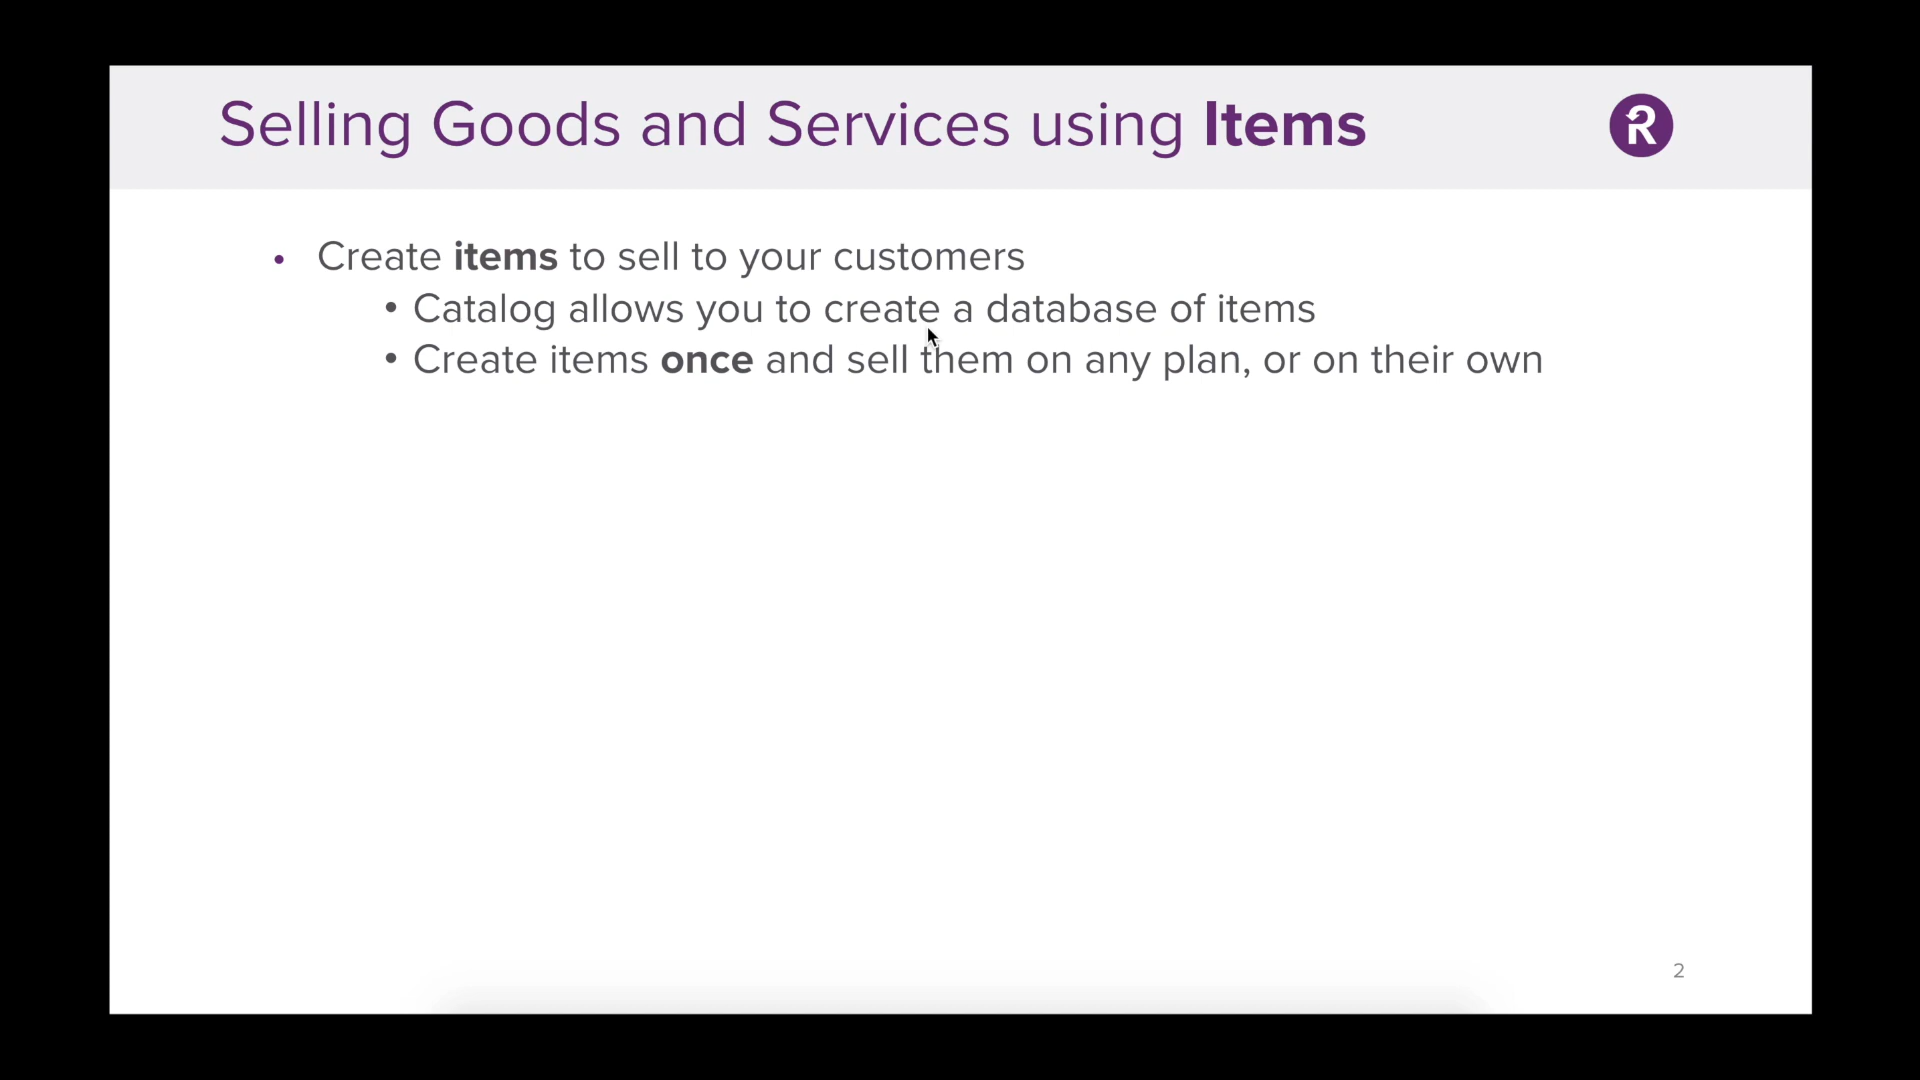 Selling Goods and Services using Items
R
• Create items to sell to your customers
• Catalog allows you to create a database of items
• Create items once and sell them on any plan, or on their own
2